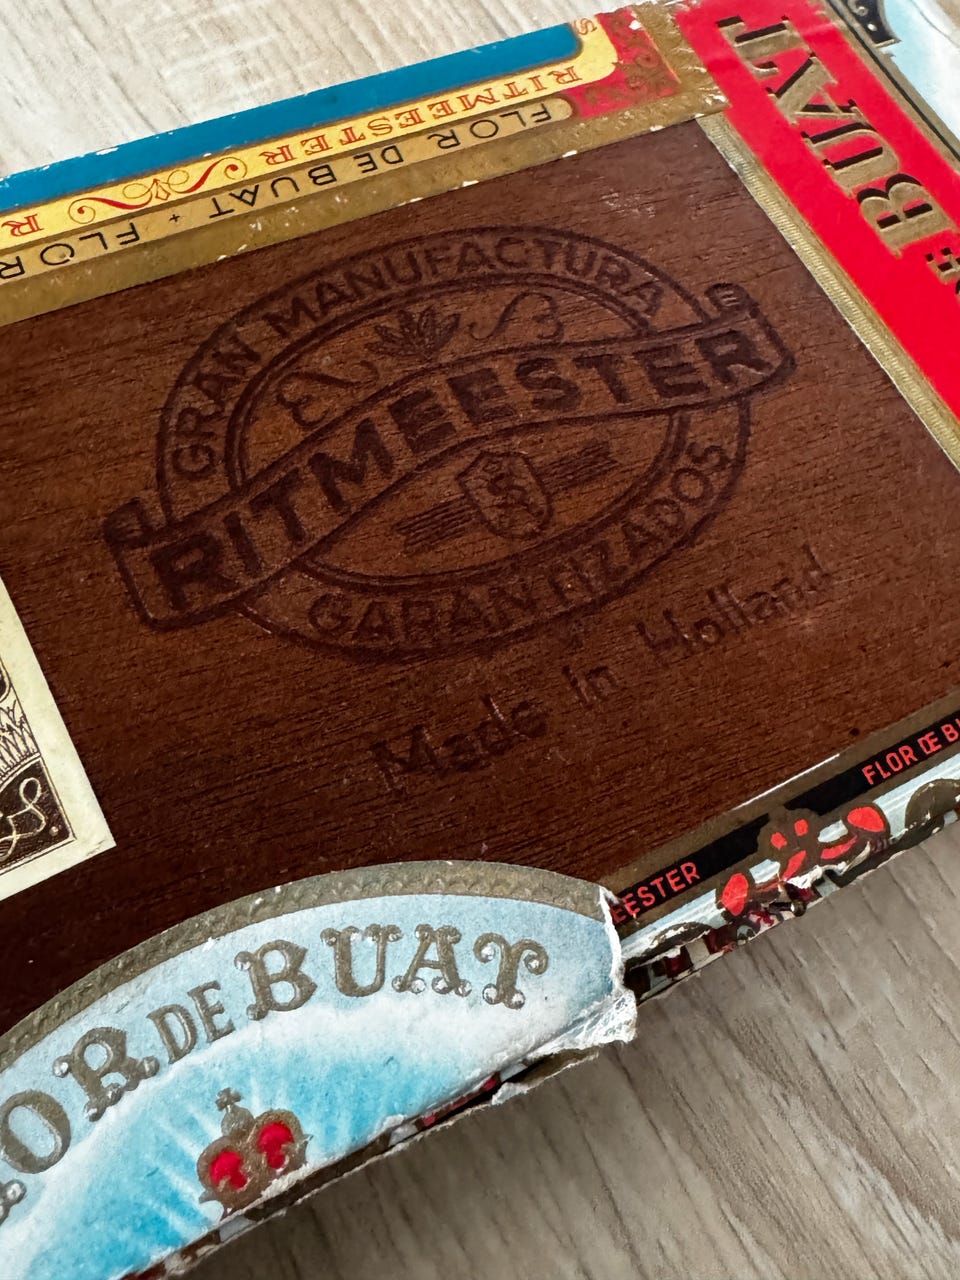 BUAT
DE
S
RITMEESTER
R
FLOR DE BUAT + FLOR
GRAN MANUFACTURA
RITMEESTER
GARANTIZADOS
Made in Holland
FLOR DE B
EESTER
OR DE BUAT